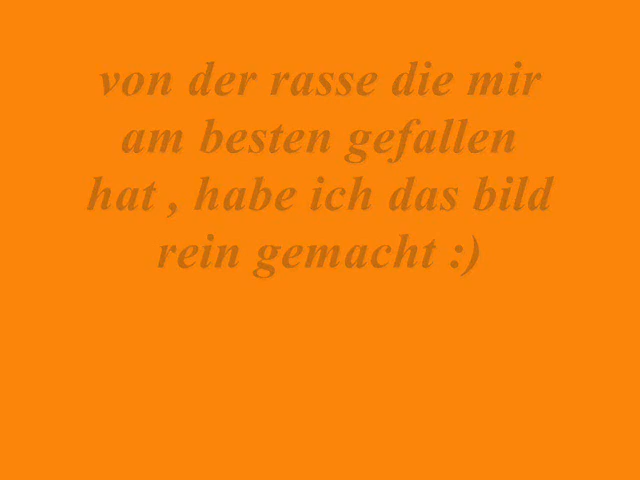 von der rasse die mir
am besten gefallen
hat , habe ich das bild
rein gemacht :)